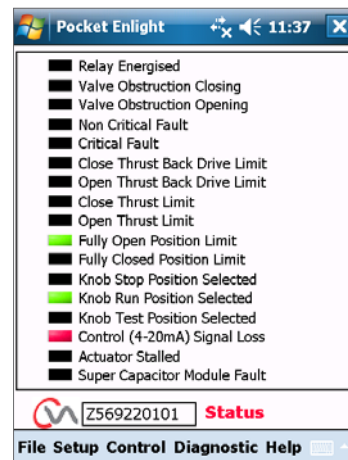 Pocket Enlight 11:37
Relay Energised
Valve Obstruction Closing
Valve Obstruction Opening
Non Critical Fault
Critical Fault
Close Thrust Back Drive Limit
Open Thrust Back Drive Limit
Close Thrust Limit
Open Thrust Limit
Fully Open Position Limit
Fully Closed Position Limit
Knob Stop Position Selected
Knob Run Position Selected
Knob Test Position Selected
Control (4-20mA) Signal Loss
Actuator Stalled
Super Capacitor Module Fault
Z569220101 Status
File Setup Control Diagnostic Help